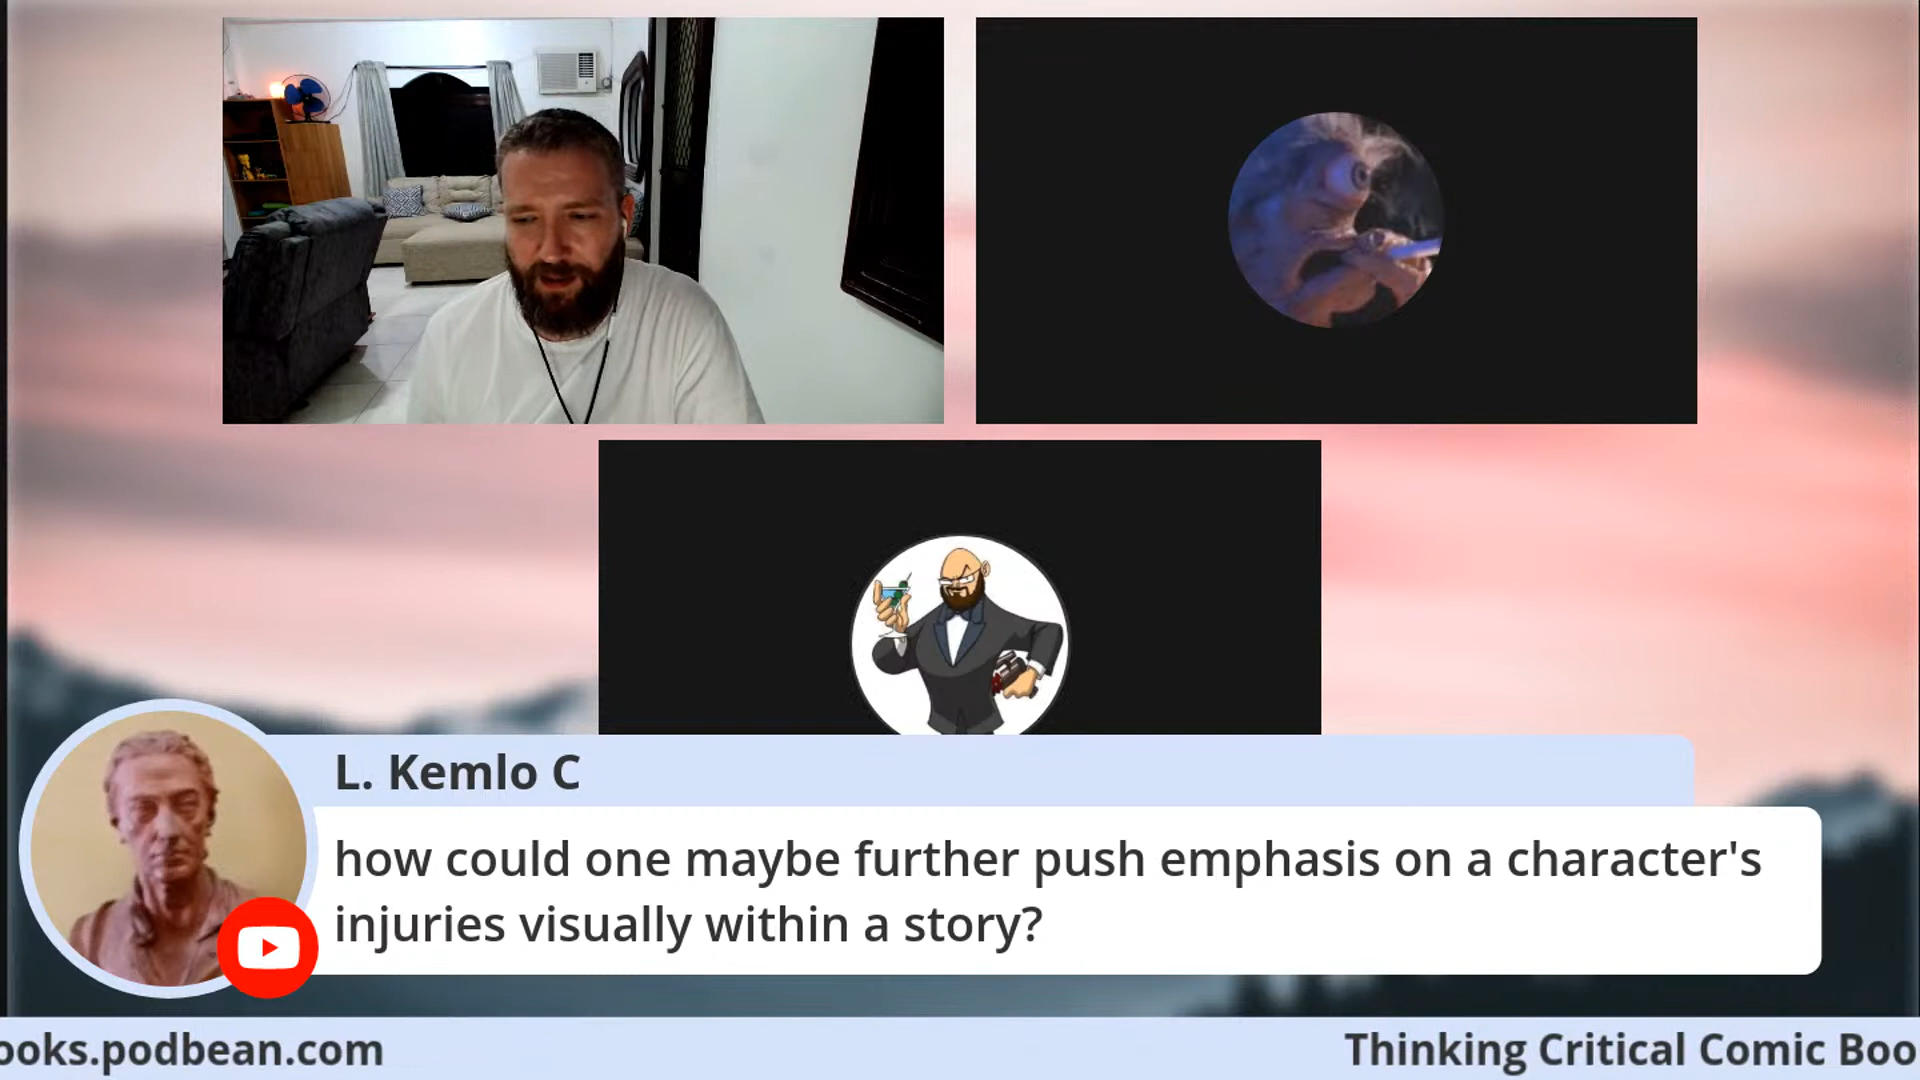 L. Kemlo C
how could one maybe further push emphasis on a character's
injuries visually within a story?
ooks.podbean.com
Thinking Critical Comic Boo